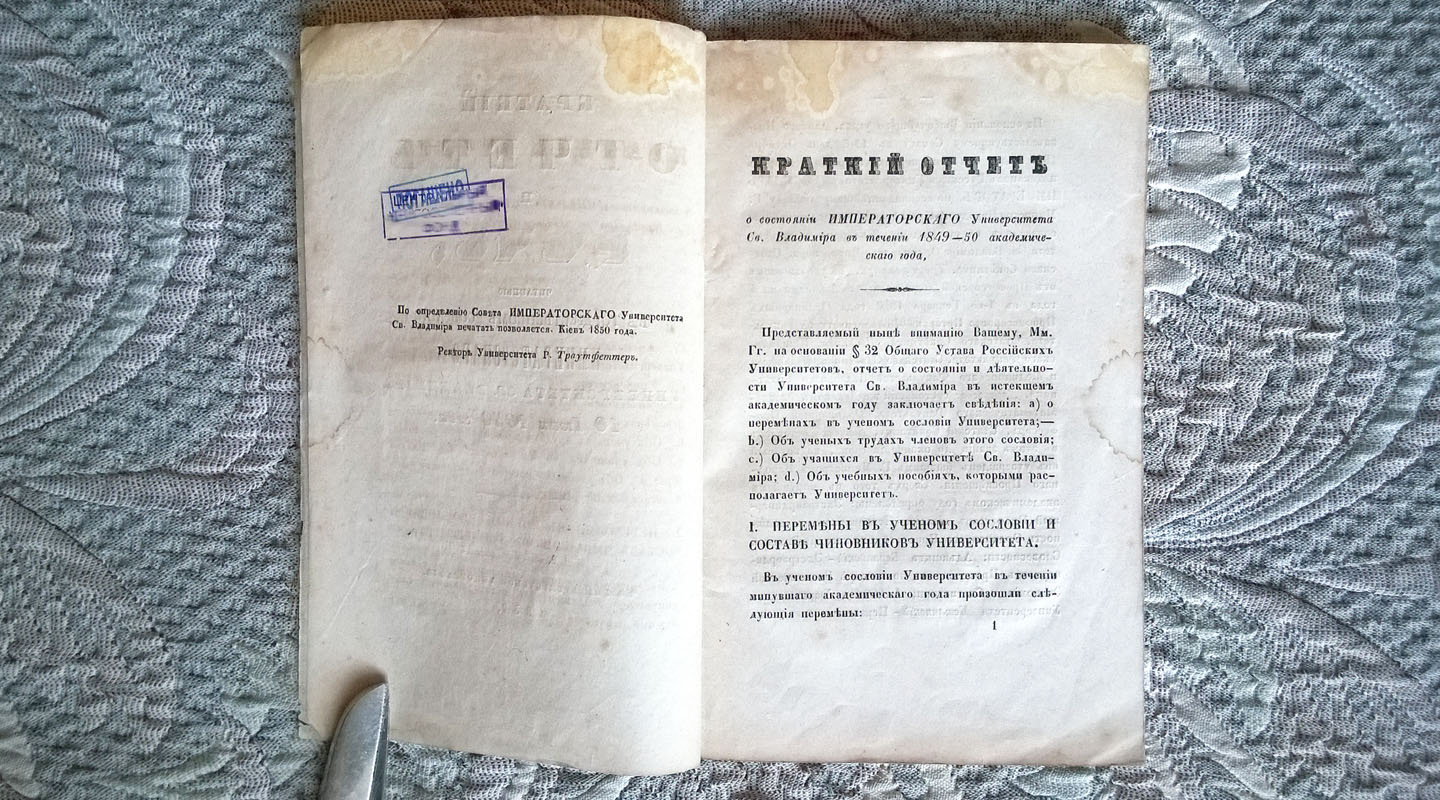 По опредѣленію Совѣта ИМПЕРАТОРСКАГО Университета
Св. Владиміра печатать позволяется. Кіевъ 1850 года.
Ректоръ Университета Р. Траутфеттеръ.
КРАТКІЙ ОТЧЕТЪ
о состояніи ИМПЕРАТОРСКАГО Университета
Св. Владиміра въ теченіи 1849—50 академиче-
скаго года,
Представляемый нынѣ вниманію Вашему, Мм.
Гг. на основаніи § 32 Общаго Устава Россійскихъ
Университетовъ, отчетъ о состояніи и дѣятельно-
сти Университета Св. Владиміра въ истекшемъ
академическомъ году заключаетъ свѣдѣнія: a) о
перемѣнахъ въ ученомъ сословіи Университета;—
b.) Объ ученыхъ трудахъ членовъ этого сословія;
c.) Объ учащихся въ Университетѣ Св. Влади-
міра; d.) Объ учебныхъ пособіяхъ, которыми рас-
полагаетъ Университетъ.
I. ПЕРЕМѢНЫ ВЪ УЧЕНОМЪ СОСЛОВІИ И
СОСТАВѢ ЧИНОВНИКОВЪ УНИВЕРСИТЕТА.
Въ ученомъ сословіи Университета въ теченіи
минувшаго академическаго года произошли слѣ-
дующія перемѣны:
1